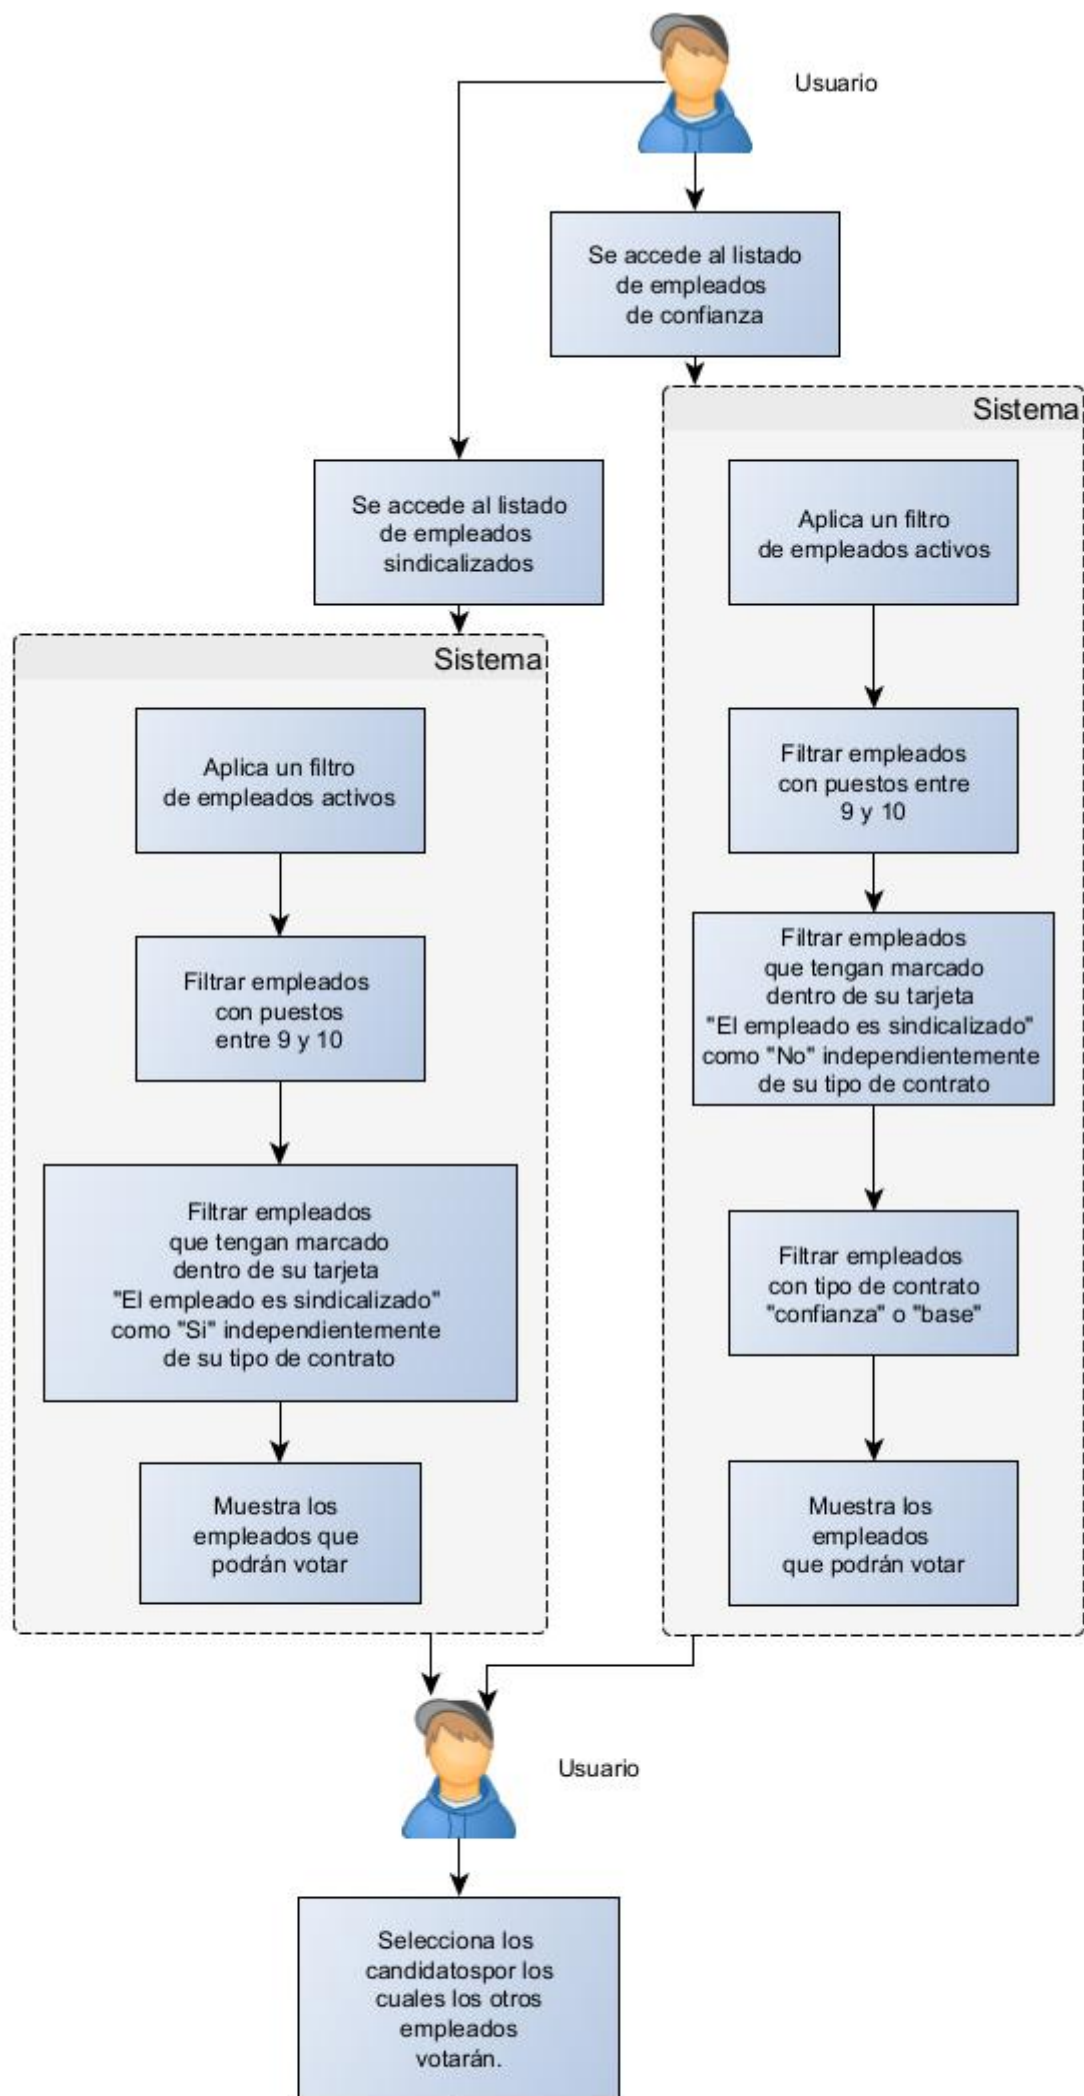 Usuario
Se accede al listado
de empleados
de confianza
Sistema
Aplica un filtro
de empleados activos
Filtrar empleados
con puestos entre
9 y 10
Filtrar empleados
que tengan marcado
dentro de su tarjeta
"El empleado es sindicalizado"
como "No" independientemente
de su tipo de contrato
Filtrar empleados
con tipo de contrato
"confianza" o "base"
Muestra los
empleados
que podrán votar
Se accede al listado
de empleados
sindicalizados
Sistema
Aplica un filtro
de empleados activos
Filtrar empleados
con puestos
entre 9 y 10
Filtrar empleados
que tengan marcado
dentro de su tarjeta
"El empleado es sindicalizado"
como "Si" independientemente
de su tipo de contrato
Muestra los
empleados que
podrán votar
Usuario
Selecciona los
candidatospor los
cuales los otros
empleados
votarán.